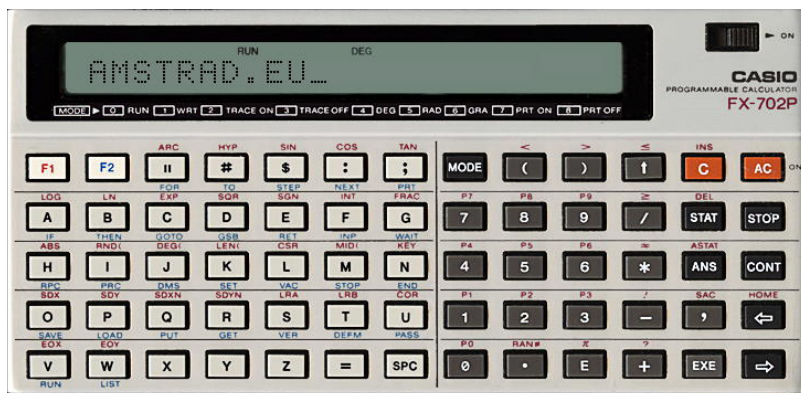 ON
RUN DEG
AMSTRAD.EU_
CASIO
PROGRAMMABLE CALCULATOR
FX-702P
MODE ▶ 0 RUN 1 WRT 2 TRACE ON 3 TRACE OFF 4 DEG 5 RAD 6 GRA 7 PRT ON 8 PRT OFF
ARC HYP SIN COS TAN < > ≤ INS
F1 F2 " # $ : ; MODE ( ) ↑ C AC ON
FOR TO STEP NEXT PRT
LOG LN EXP SQR SGN INT FRAC P7 P8 P9 ≥ DEL
A B C D E F G 7 8 9 / STAT STOP
IF THEN GOTO GSB RET INP WAIT
ABS RND( DEG( LEN( CSR MID( KEY P4 P5 P6 ≠ ASTAT
H I J K L M N 4 5 6 * ANS CONT
RPC PRC DMS SET VAC STOP END
SDX SDY SDXN SDYN LRA LRB COR P1 P2 P3 ! SAC HOME
O P Q R S T U 1 2 3 − , ⇦
SAVE LOAD PUT GET VER DEFM PASS
EOX EOY P0 RAN# π ?
V W X Y Z = SPC 0 . E + EXE ⇨
RUN LIST